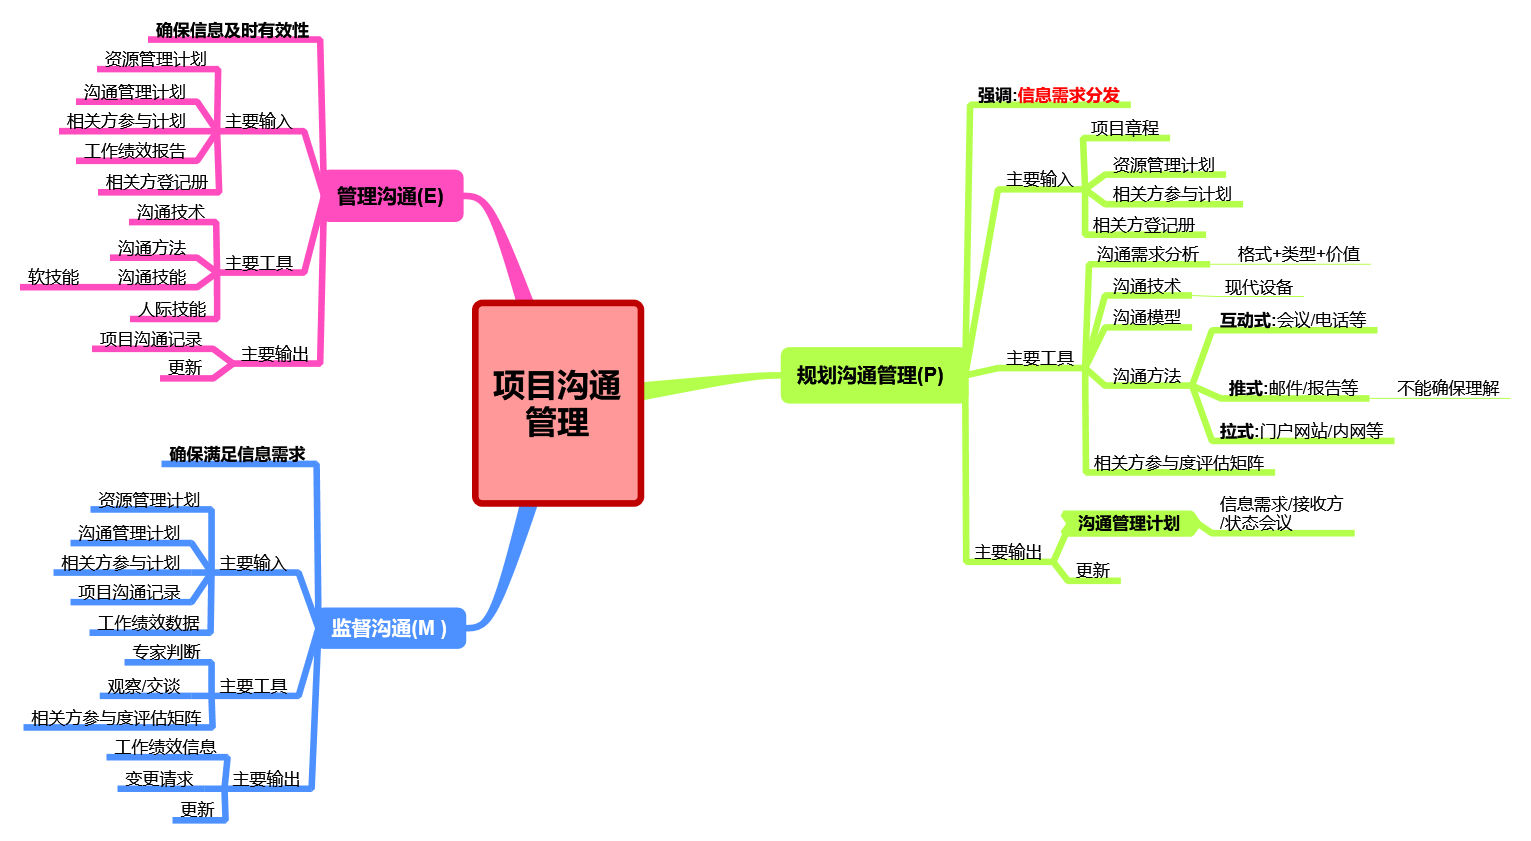 项目沟通
管理
管理沟通(E)
确保信息及时有效性
主要输入
资源管理计划
沟通管理计划
相关方参与计划
工作绩效报告
相关方登记册
主要工具
沟通技术
沟通方法
沟通技能
软技能
人际技能
主要输出
项目沟通记录
更新
监督沟通(M )
确保满足信息需求
主要输入
资源管理计划
沟通管理计划
相关方参与计划
项目沟通记录
工作绩效数据
主要工具
专家判断
观察/交谈
相关方参与度评估矩阵
主要输出
工作绩效信息
变更请求
更新
规划沟通管理(P)
强调:信息需求分发
主要输入
项目章程
资源管理计划
相关方参与计划
相关方登记册
主要工具
沟通需求分析
格式+类型+价值
沟通技术
现代设备
沟通模型
沟通方法
互动式:会议/电话等
推式:邮件/报告等
不能确保理解
拉式:门户网站/内网等
相关方参与度评估矩阵
主要输出
沟通管理计划
信息需求/接收方
/状态会议
更新